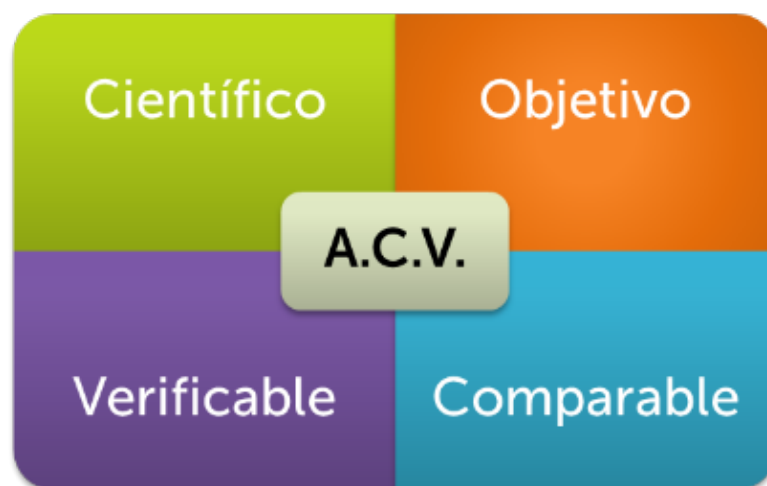 Científico
Objetivo
A.C.V.
Verificable
Comparable